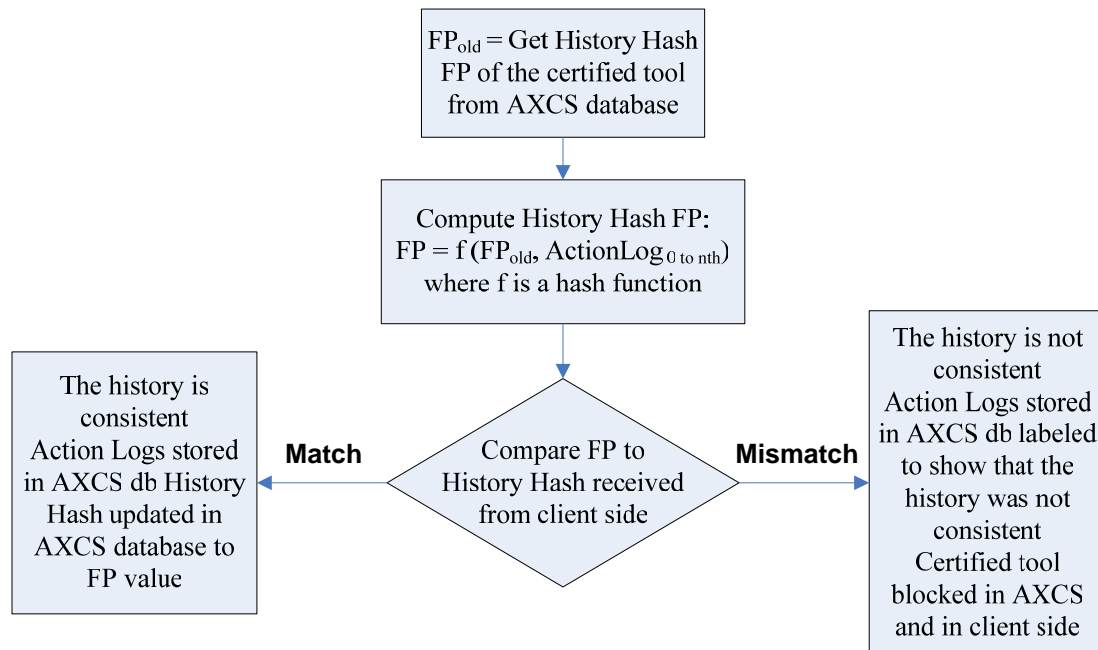 FPold = Get History Hash
FP of the certified tool
from AXCS database
Compute History Hash FP:
FP = f (FPold, ActionLog0 to nth)
where f is a hash function
The history is
consistent
Action Logs stored
in AXCS db History
Hash updated in
AXCS database to
FP value
Match
Compare FP to
History Hash received
from client side
Mismatch
The history is not
consistent
Action Logs stored
in AXCS db labeled
to show that the
history was not
consistent
Certified tool
blocked in AXCS
and in client side